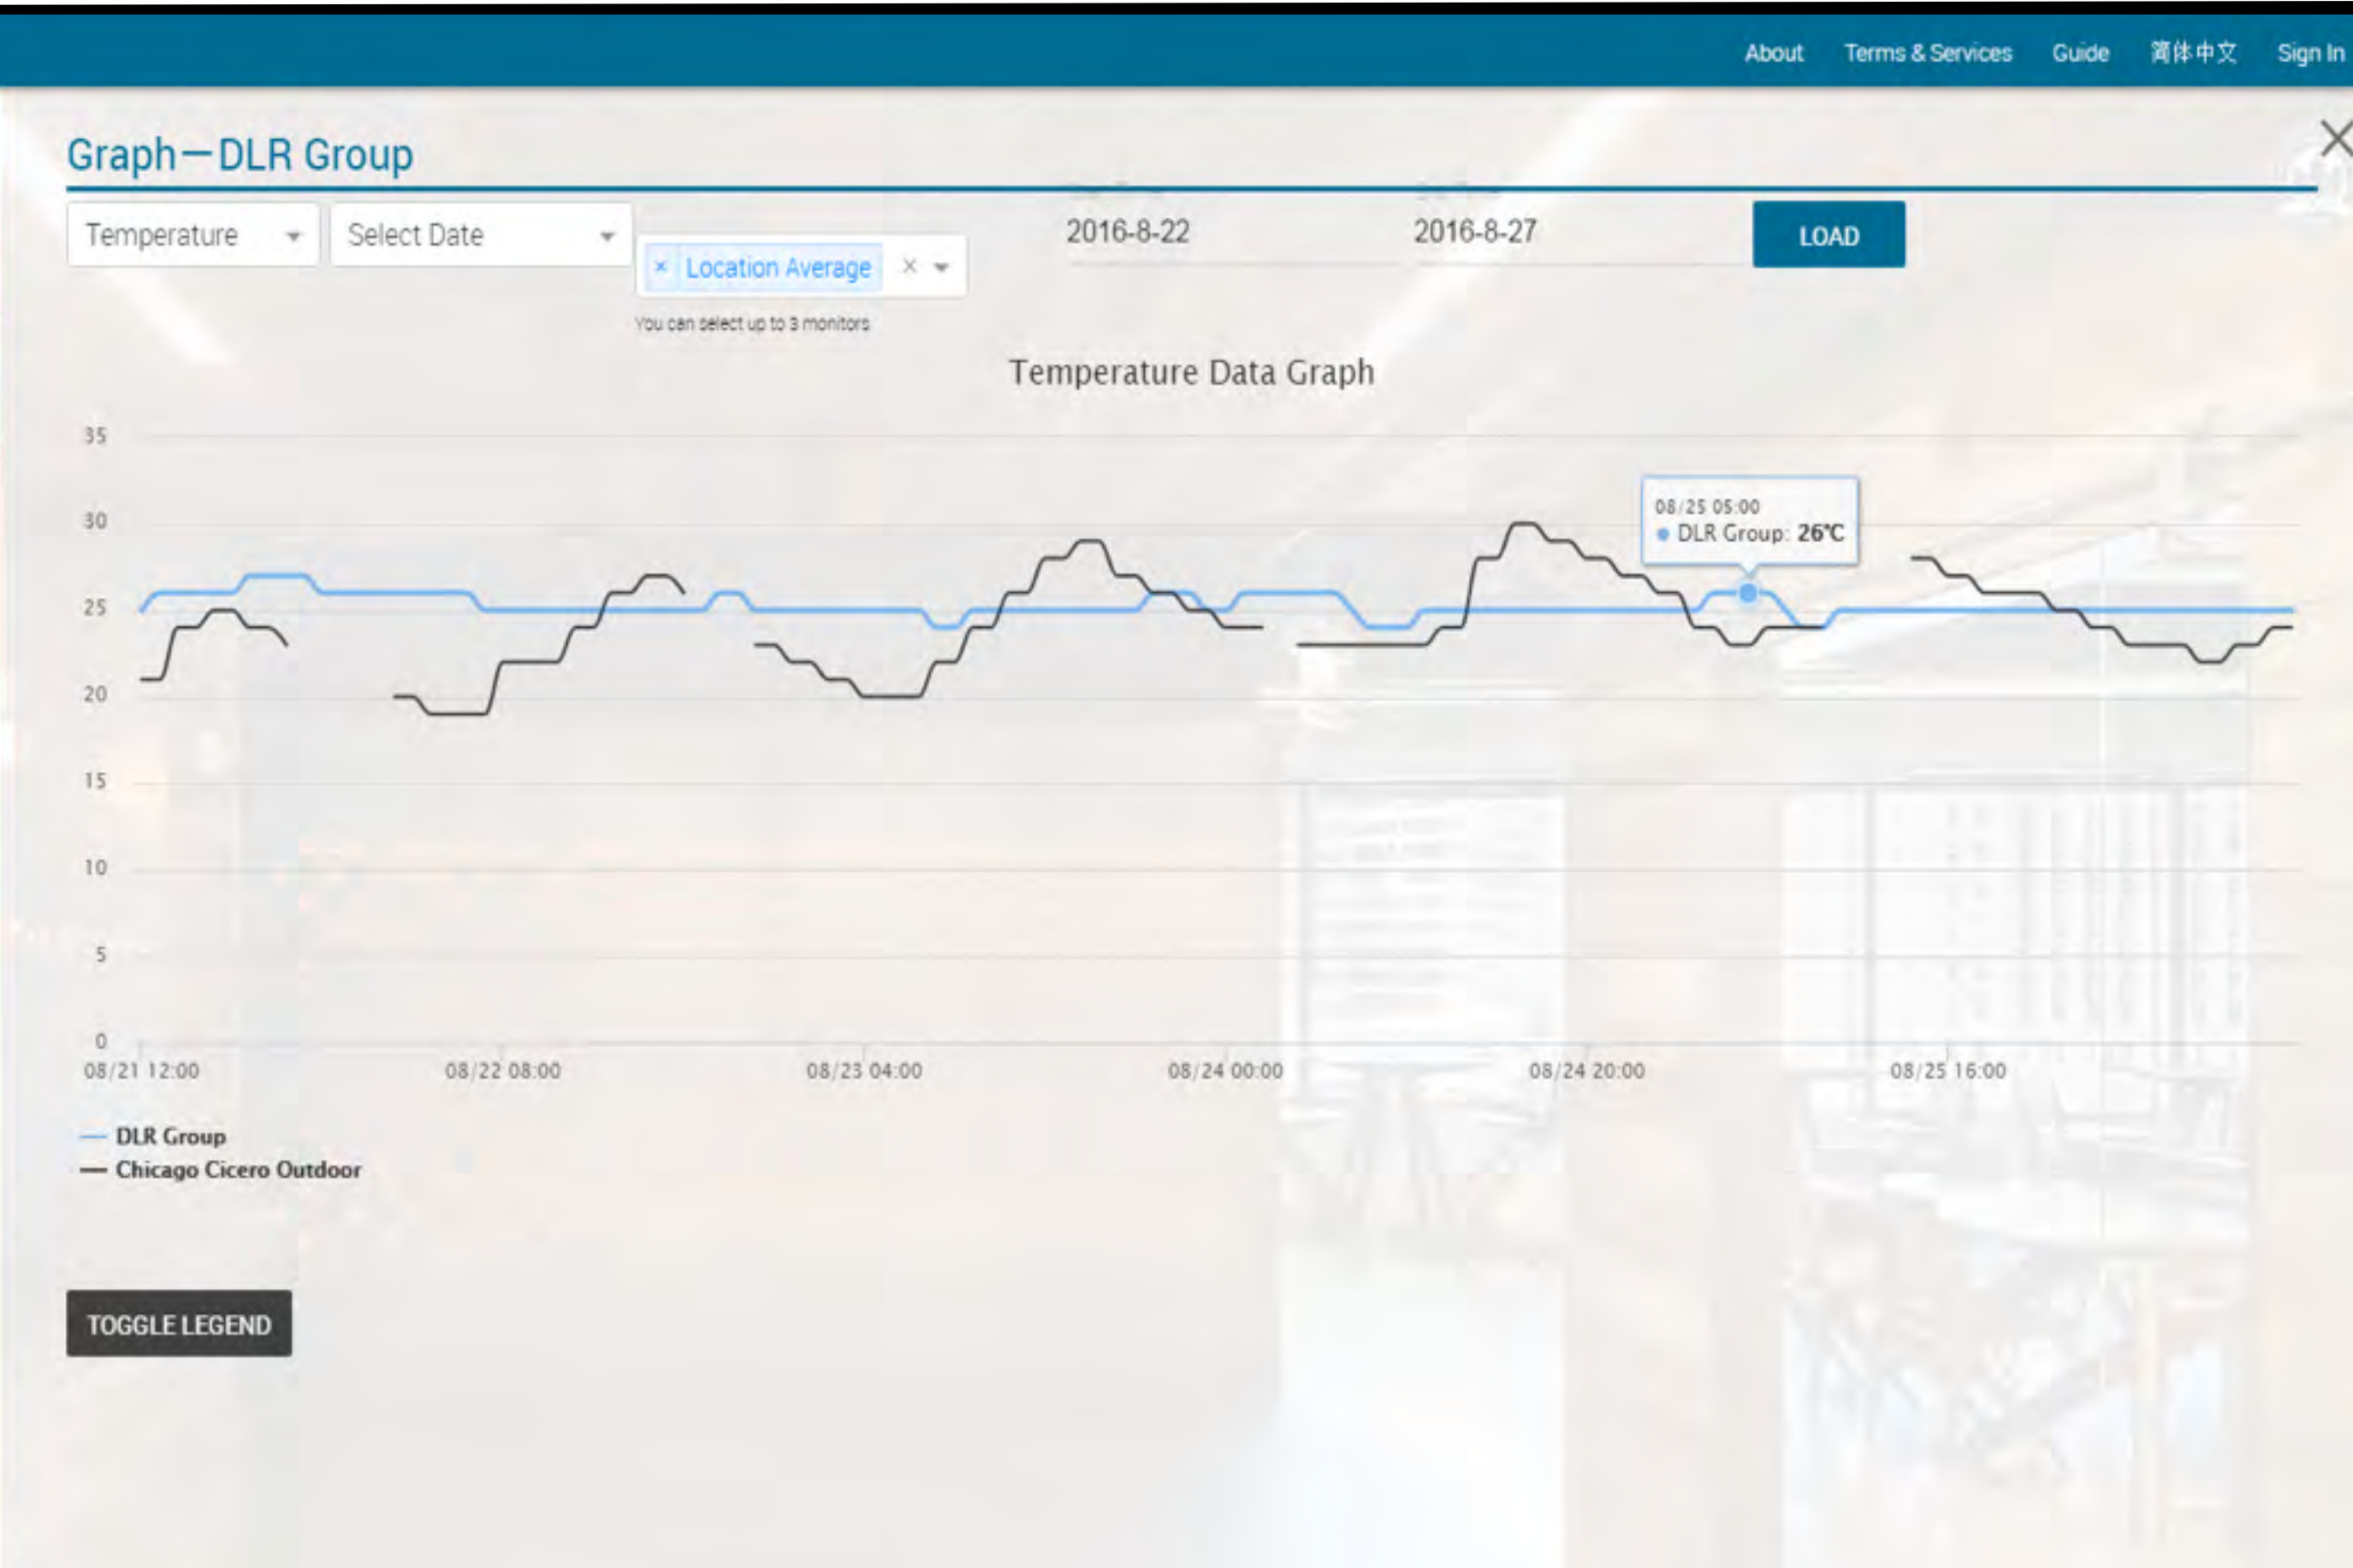 About Terms & Services Guide 简体中文 Sign In
Graph—DLR Group
Temperature Select Date 2016-8-22 2016-8-27 LOAD
× Location Average ×
You can select up to 3 monitors
Temperature Data Graph
35
30
25
20
15
10
5
0
08/25 05:00
DLR Group: 26°C
08/21 12:00 08/22 08:00 08/23 04:00 08/24 00:00 08/24 20:00 08/25 16:00
DLR Group
Chicago Cicero Outdoor
TOGGLE LEGEND